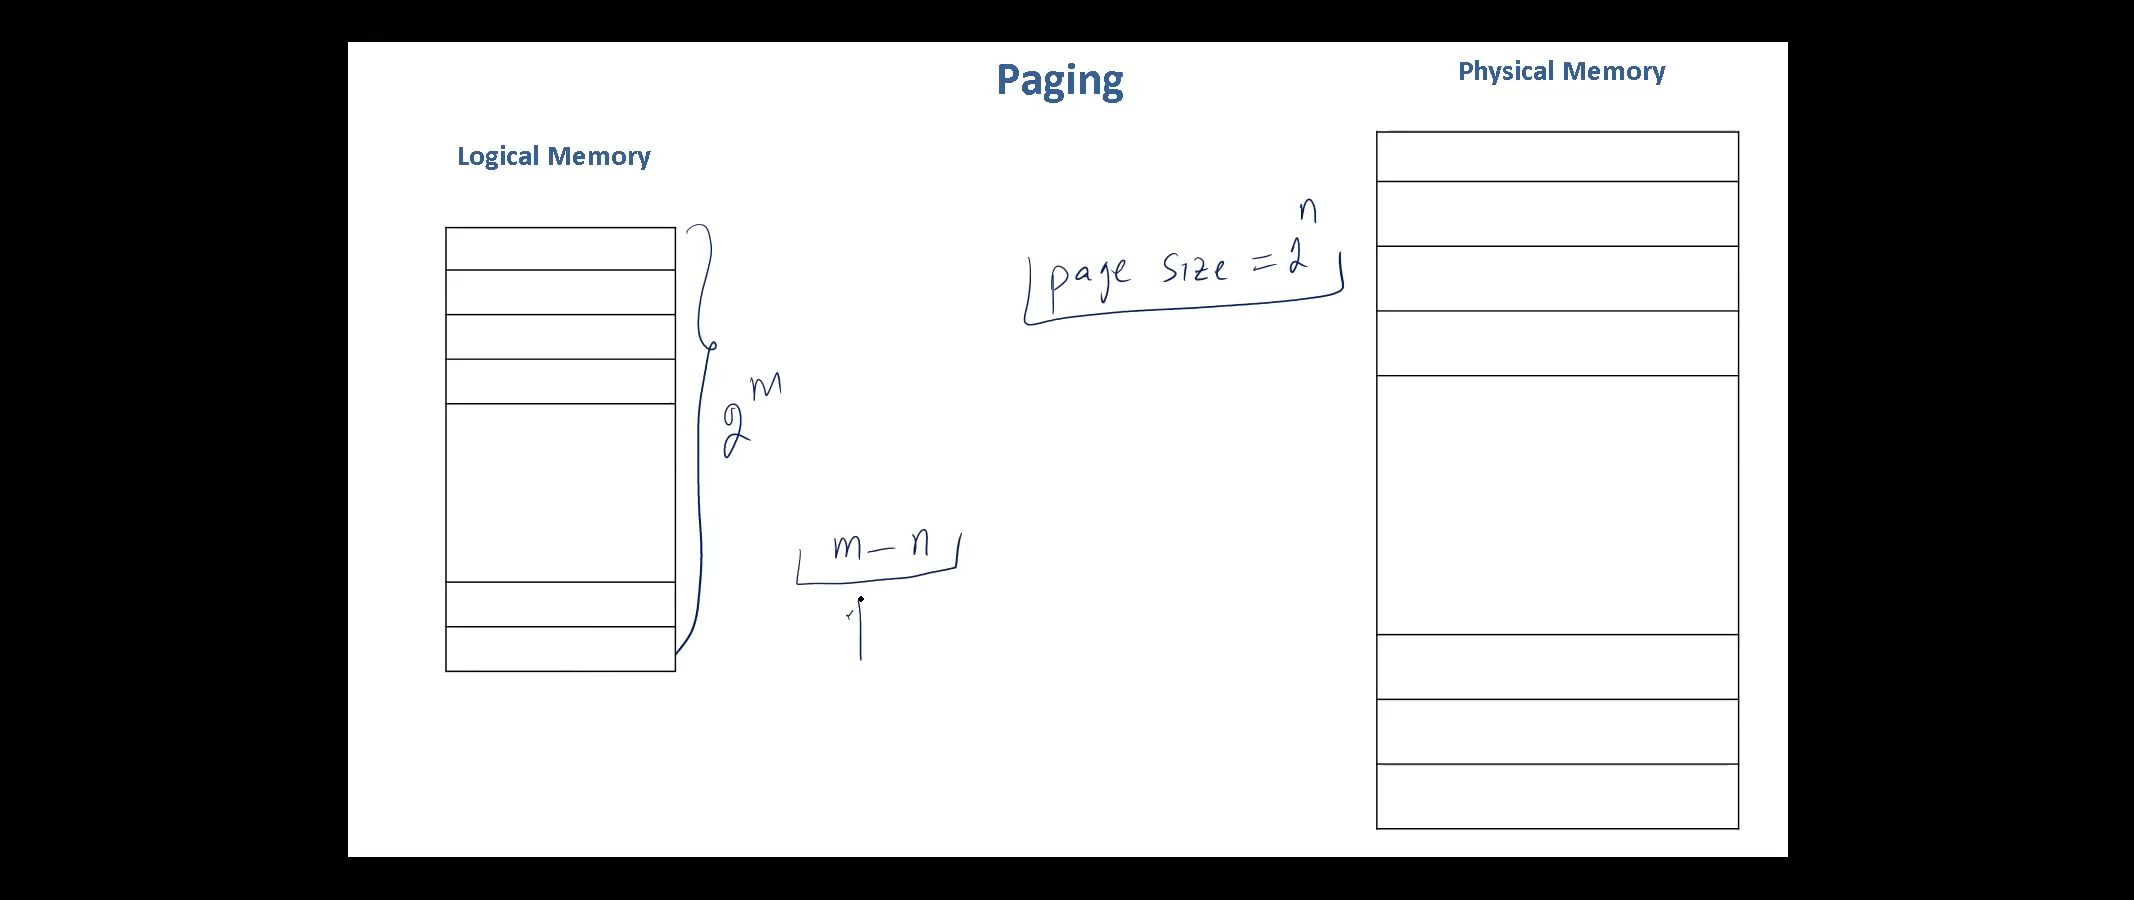 Paging
Physical Memory
Logical Memory
page size = 2^n
2^m
m - n